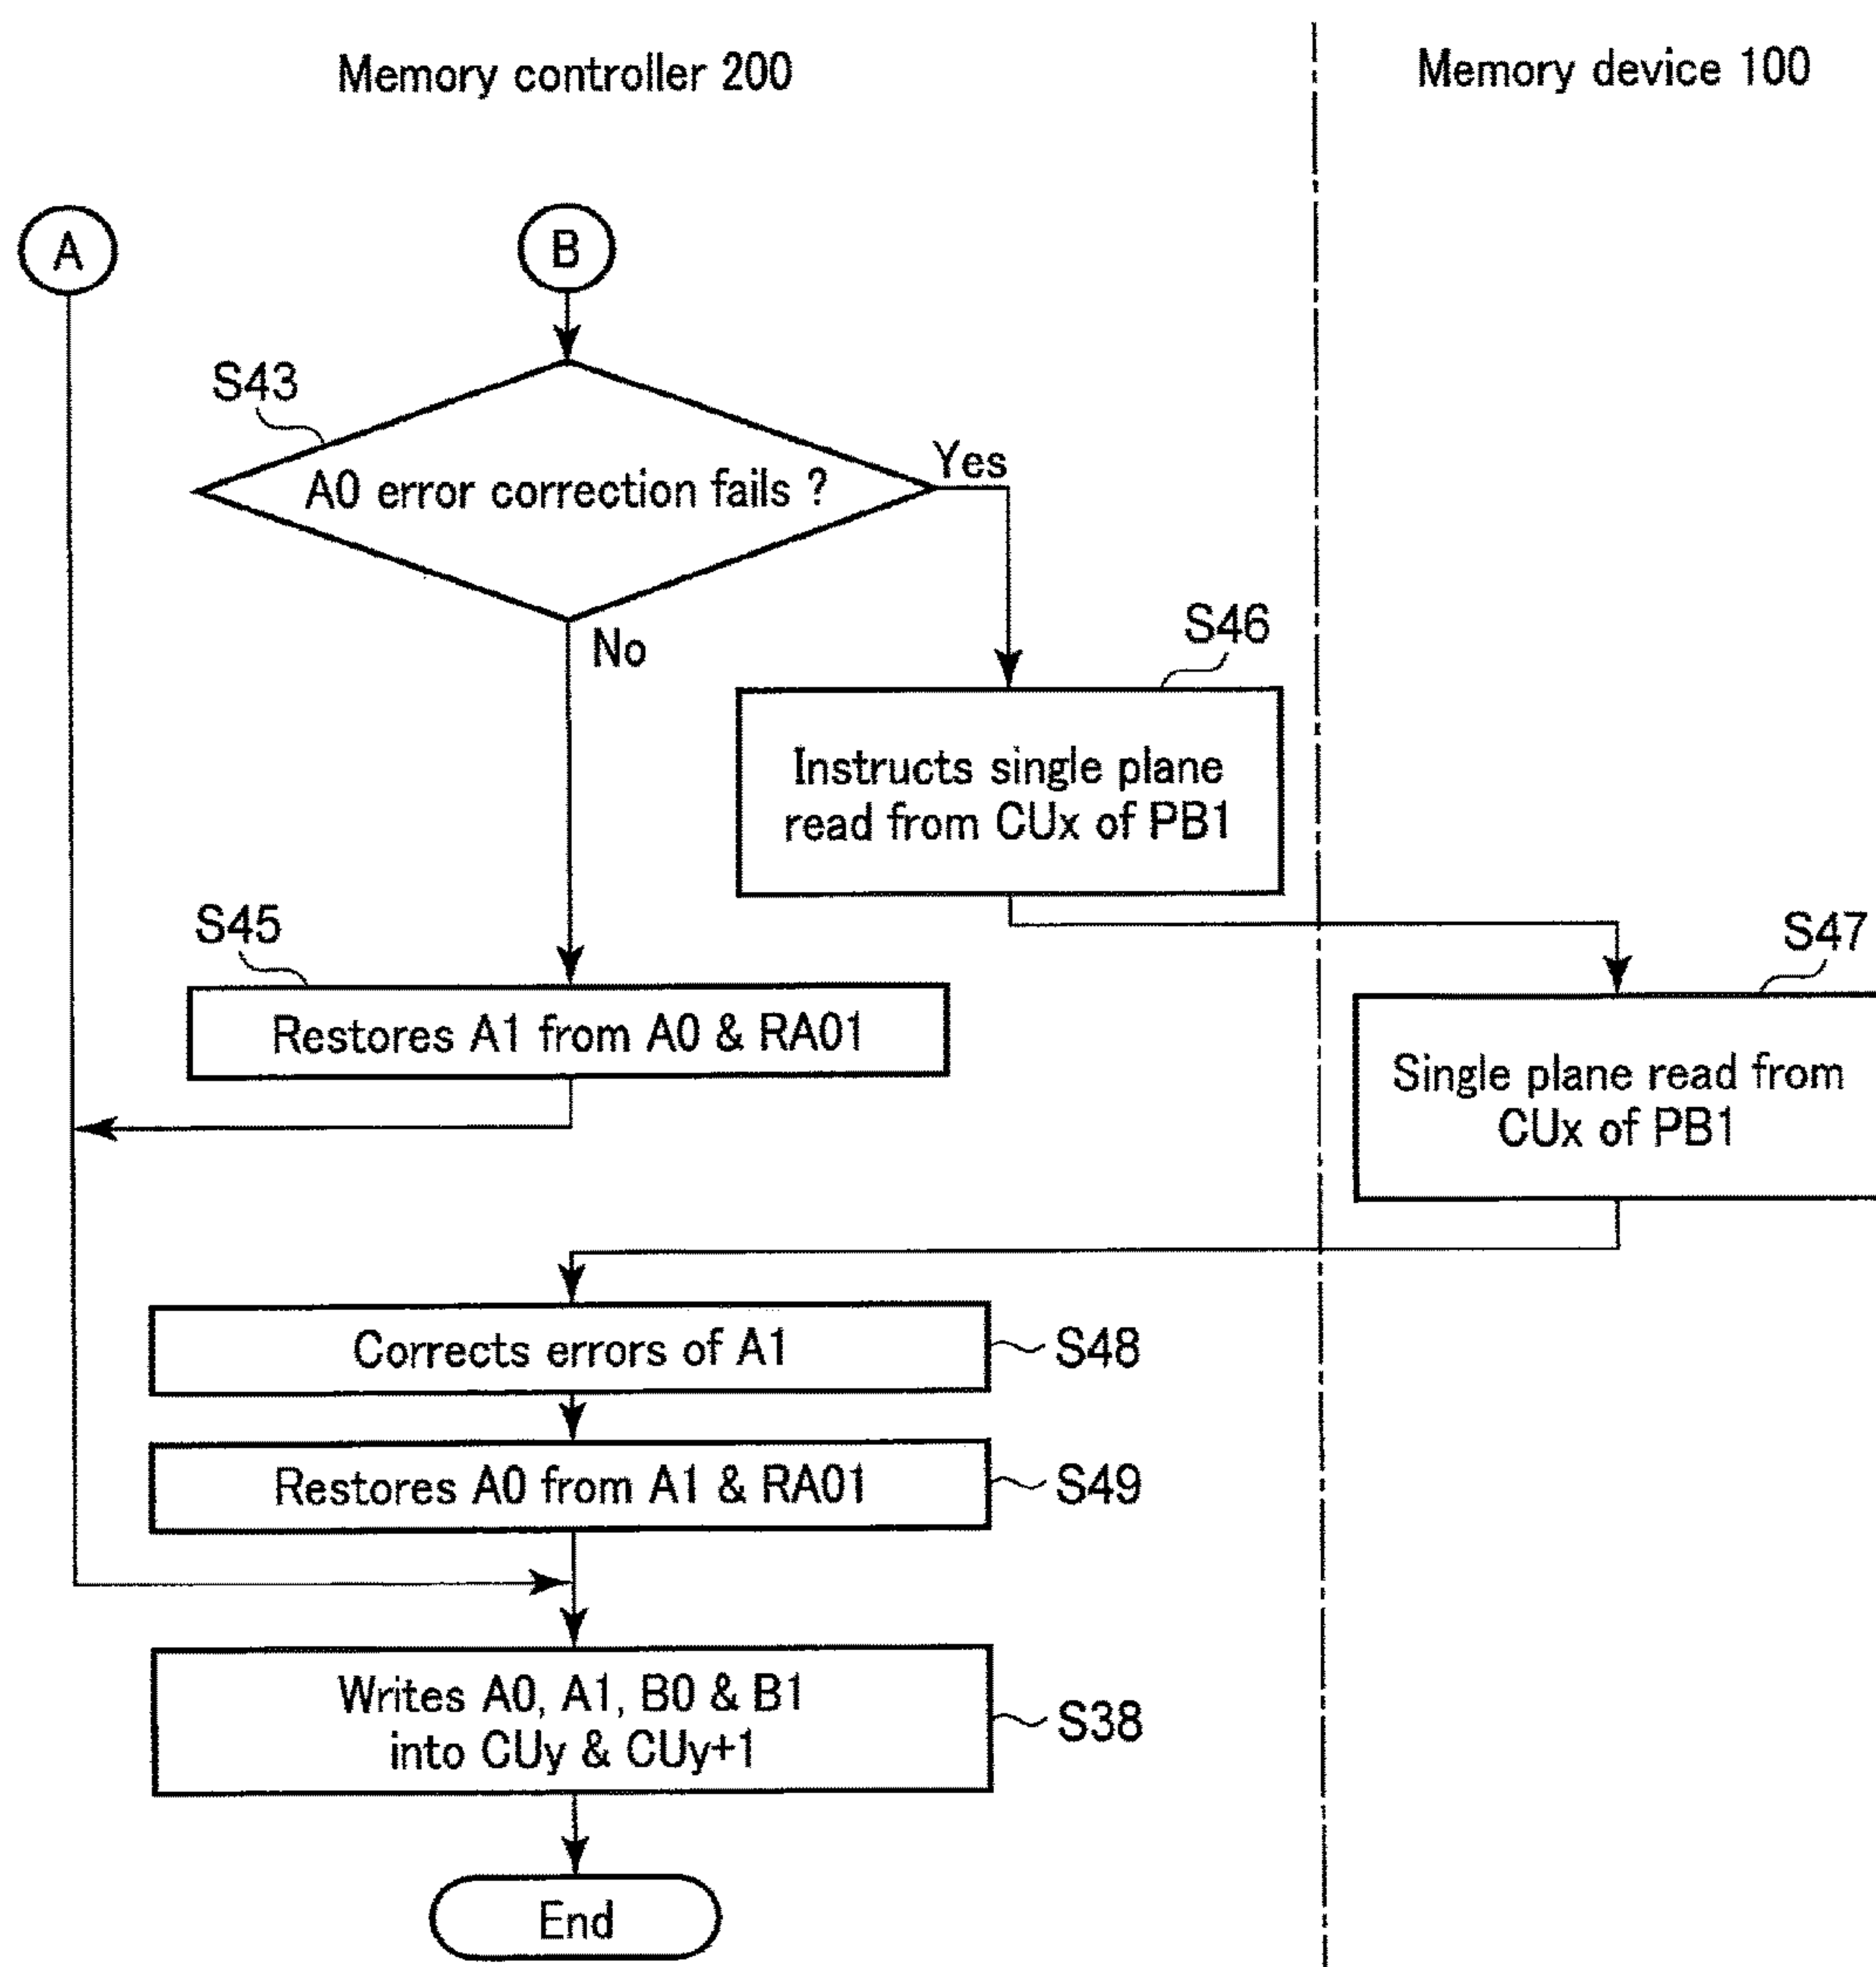 Memory controller 200
Memory device 100
A
B
S43
A0 error correction fails ?
Yes
No
S46
Instructs single plane
read from CUx of PB1
S45
Restores A1 from A0 & RA01
S47
Single plane read from
CUx of PB1
Corrects errors of A1
S48
Restores A0 from A1 & RA01
S49
Writes A0, A1, B0 & B1
into CUy & CUy+1
S38
End